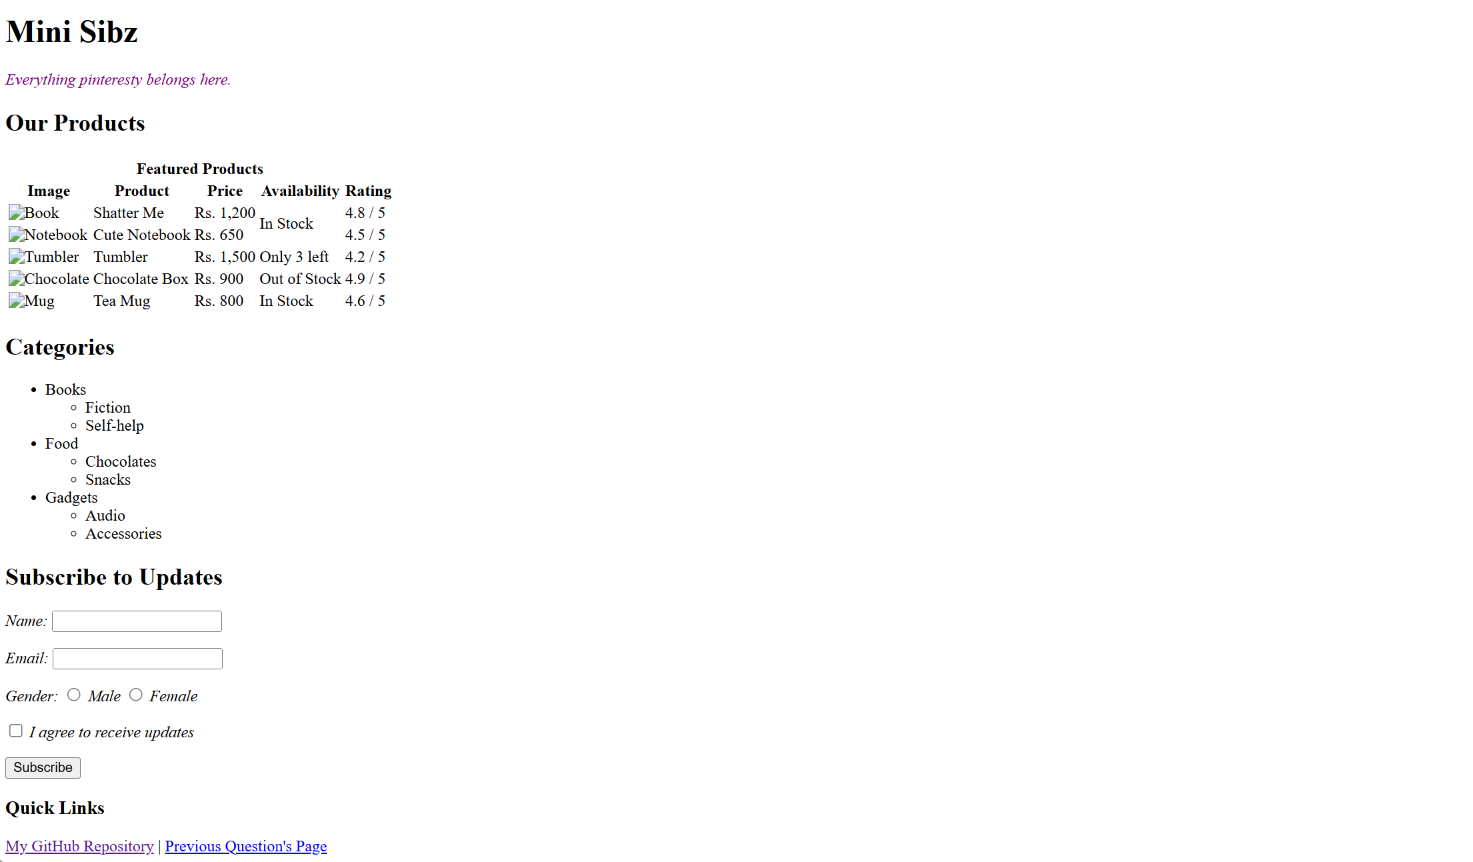 Mini Sibz
Everything pinteresty belongs here.
Our Products
Featured Products
Image Product Price Availability Rating
Book Shatter Me Rs. 1,200 In Stock 4.8 / 5
Notebook Cute Notebook Rs. 650 4.5 / 5
Tumbler Tumbler Rs. 1,500 Only 3 left 4.2 / 5
Chocolate Chocolate Box Rs. 900 Out of Stock 4.9 / 5
Mug Tea Mug Rs. 800 In Stock 4.6 / 5
Categories
Books
Fiction
Self-help
Food
Chocolates
Snacks
Gadgets
Audio
Accessories
Subscribe to Updates
Name:
Email:
Gender: Male Female
I agree to receive updates
Subscribe
Quick Links
My GitHub Repository | Previous Question's Page